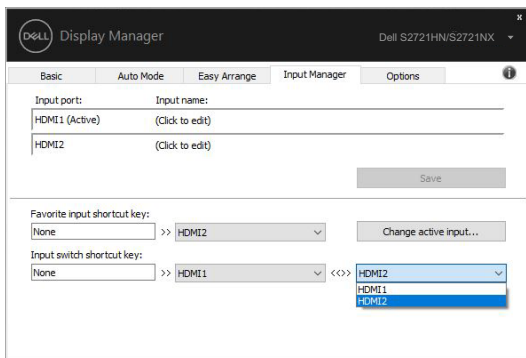 x
DELL Display Manager Dell S2721HN/S2721NX
Basic Auto Mode Easy Arrange Input Manager Options
Input port: Input name:
HDMI1 (Active) (Click to edit)
HDMI2 (Click to edit)
Save
Favorite input shortcut key:
None >> HDMI2 Change active input...
Input switch shortcut key:
None >> HDMI1 <<>> HDMI2
HDMI1
HDMI2